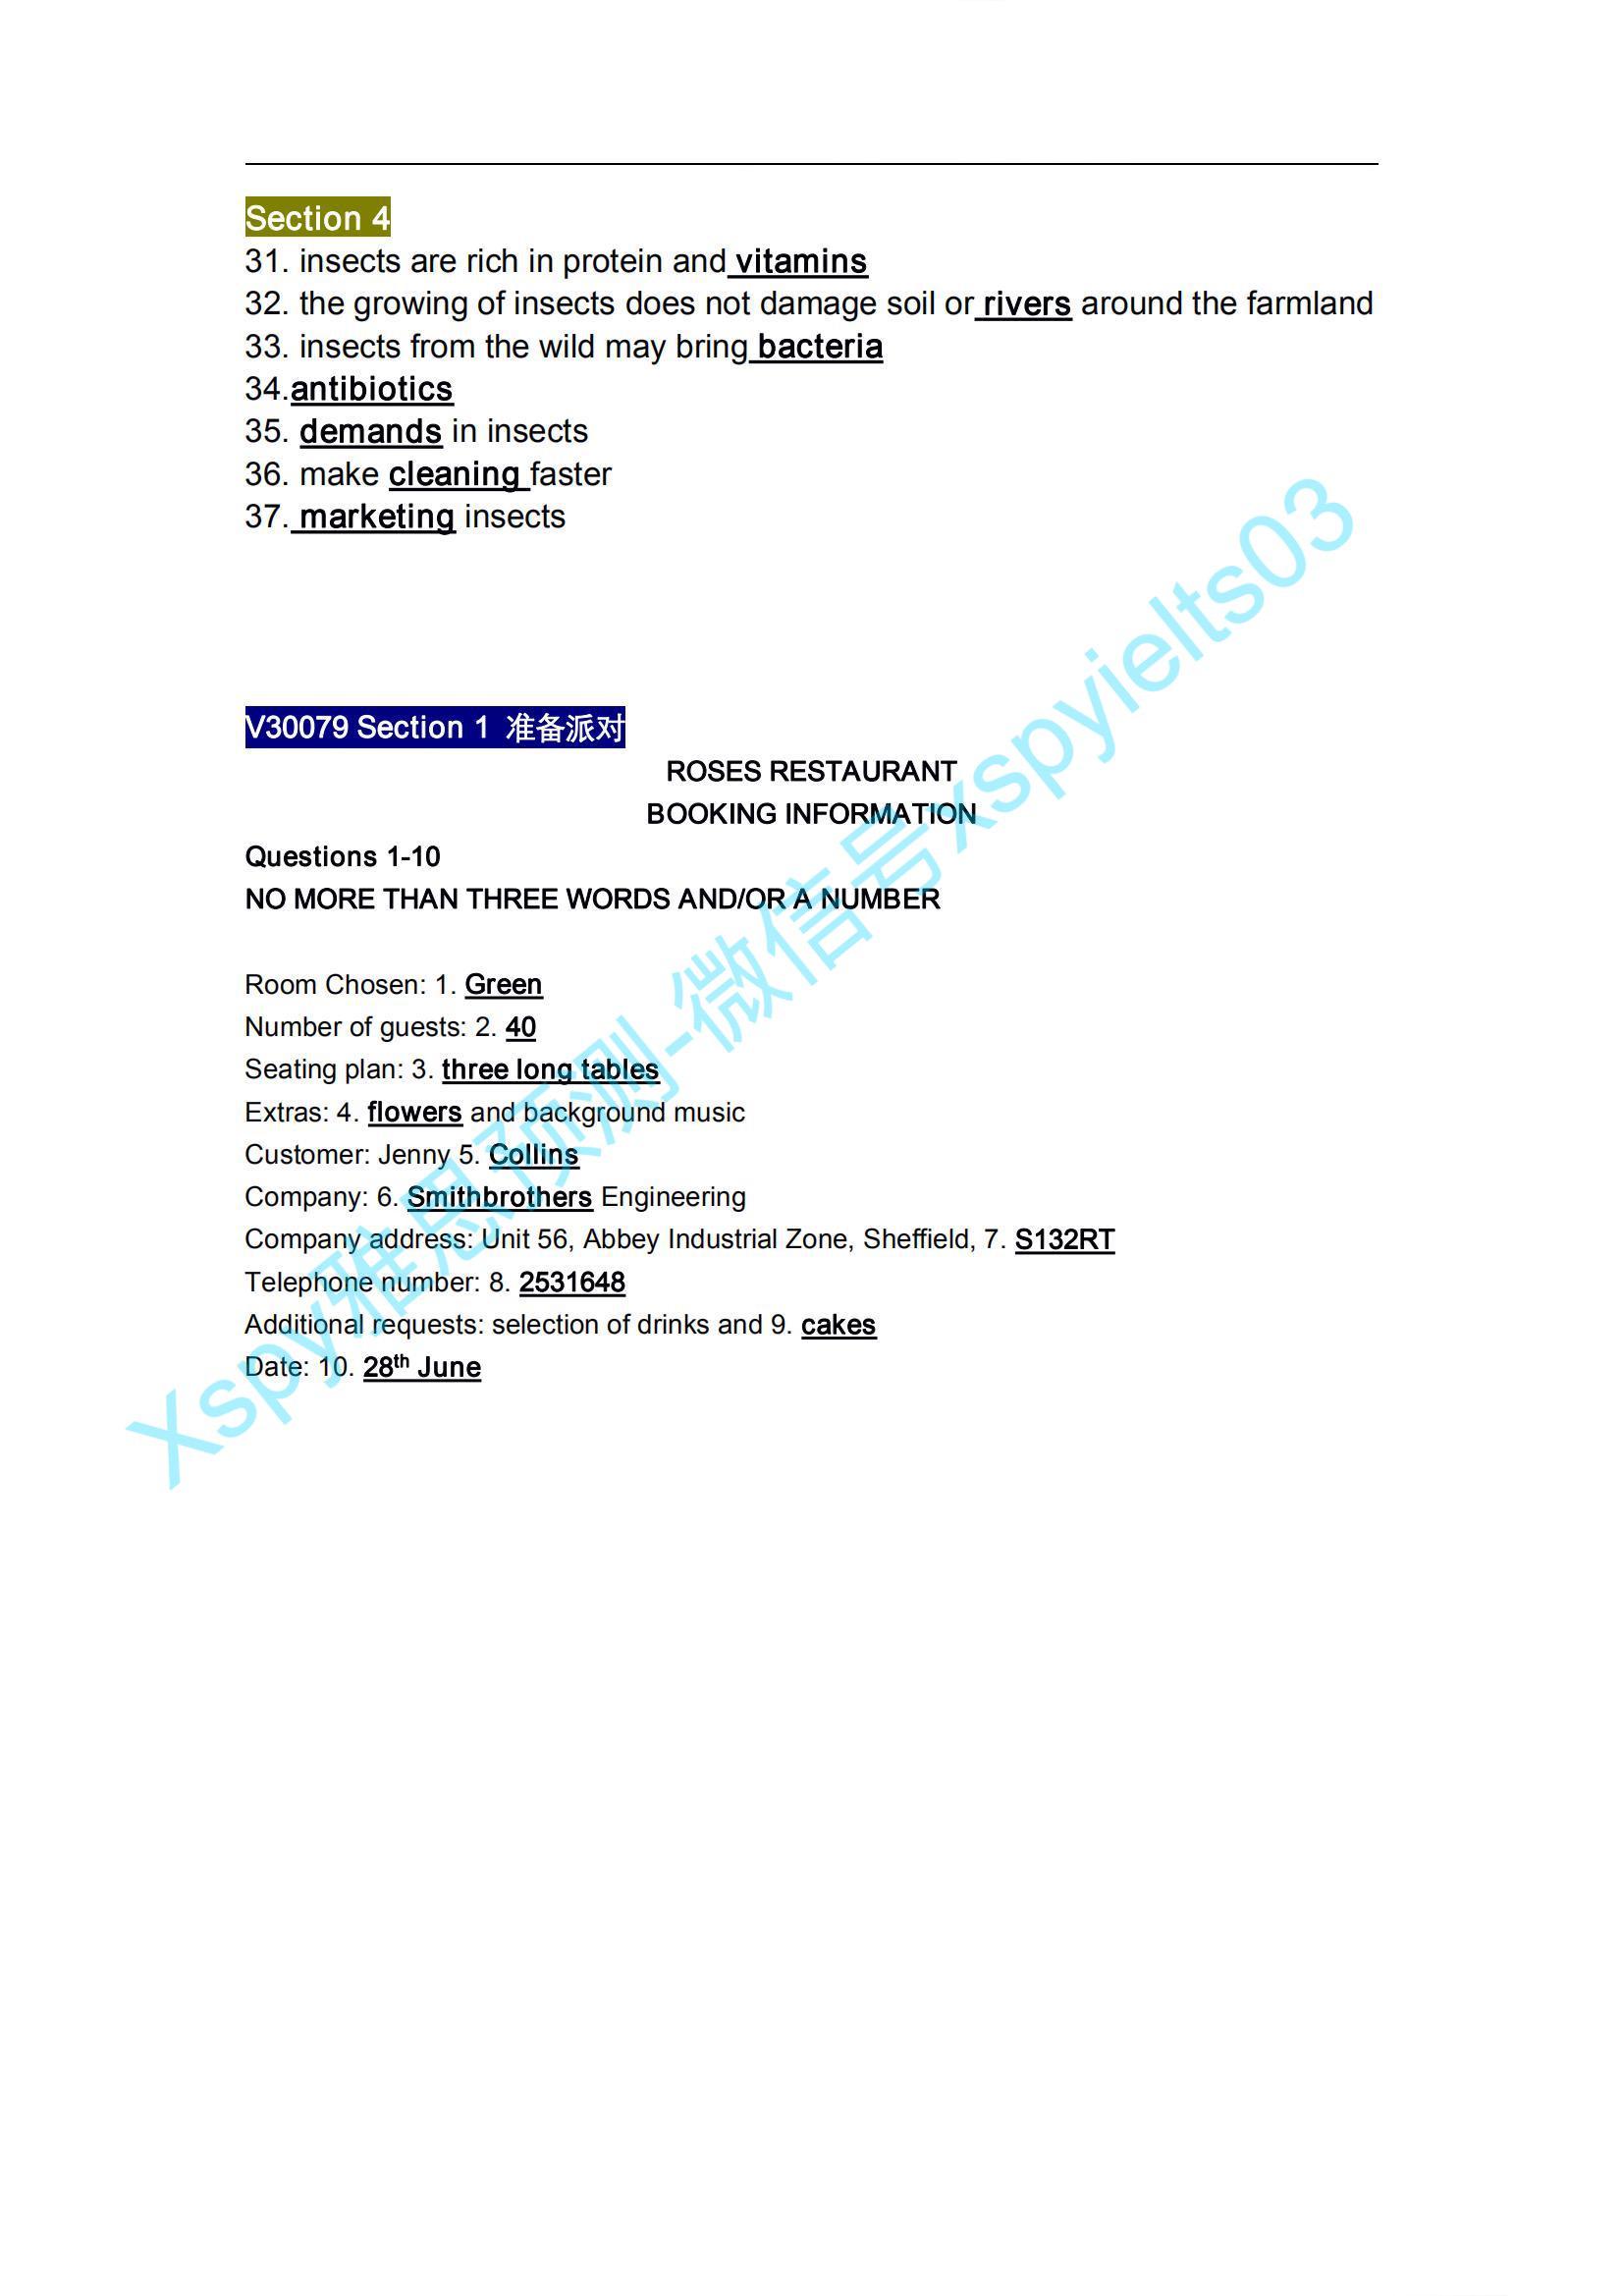 Section 4
31. insects are rich in protein and vitamins
32. the growing of insects does not damage soil or rivers around the farmland
33. insects from the wild may bring bacteria
34.antibiotics
35. demands in insects
36. make cleaning faster
37. marketing insects
V30079 Section 1 准备派对
ROSES RESTAURANT
BOOKING INFORMATION
Questions 1-10
NO MORE THAN THREE WORDS AND/OR A NUMBER
Room Chosen: 1. Green
Number of guests: 2. 40
Seating plan: 3. three long tables
Extras: 4. flowers and background music
Customer: Jenny 5. Collins
Company: 6. Smithbrothers Engineering
Company address: Unit 56, Abbey Industrial Zone, Sheffield, 7. S132RT
Telephone number: 8. 2531648
Additional requests: selection of drinks and 9. cakes
Date: 10. 28th June
Xspy雅思预测-微信号xspyielts03